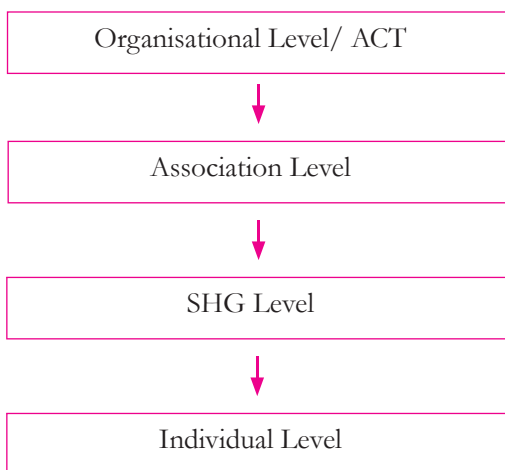 Organisational Level/ ACT
Association Level
SHG Level
Individual Level